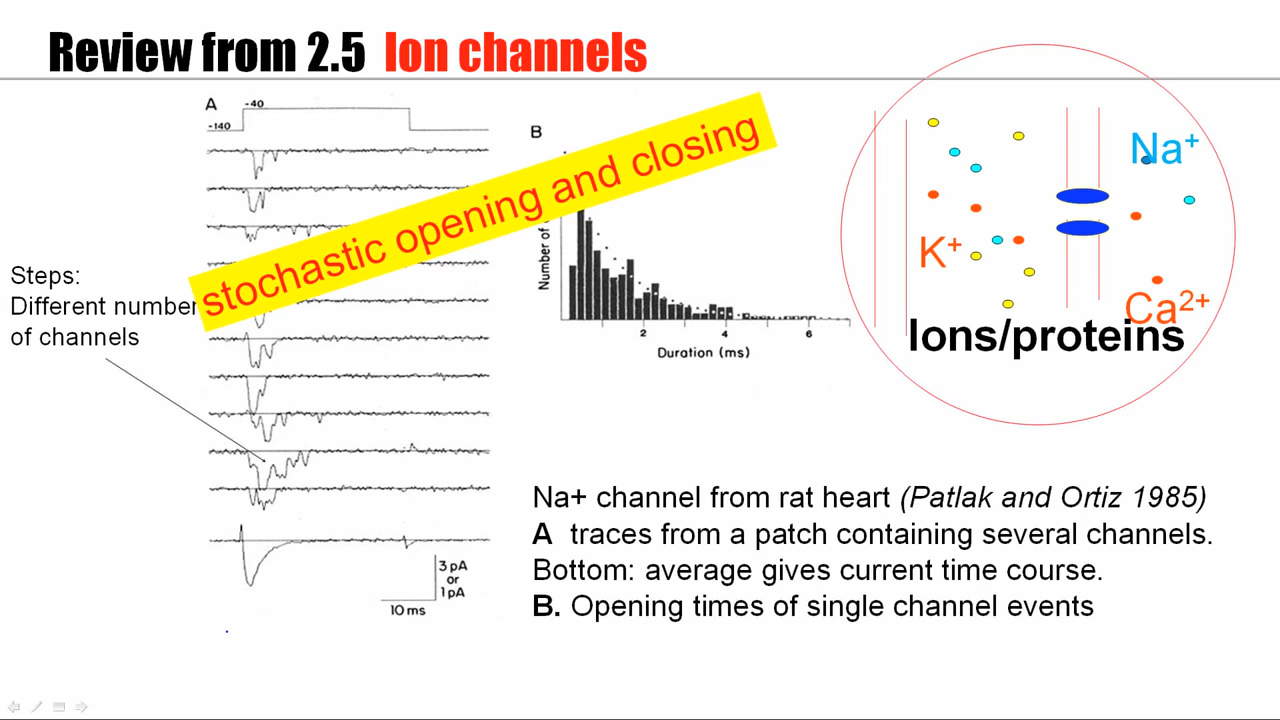 Review from 2.5 Ion channels
A
-40
-140
stochastic opening and closing
Steps:
Different number
of channels
3 pA
or
1 pA
10 ms
B
Number of
2
4
6
Duration (ms)
Na+
K+
Ca2+
Ions/proteins
Na+ channel from rat heart (Patlak and Ortiz 1985)
A traces from a patch containing several channels.
Bottom: average gives current time course.
B. Opening times of single channel events